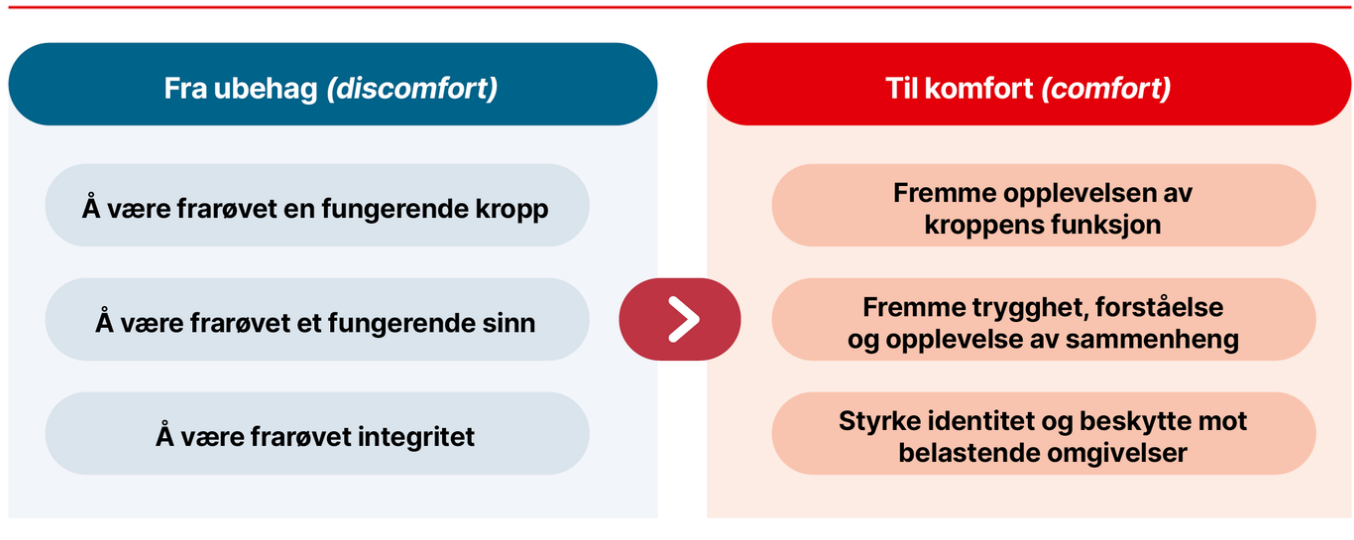 Fra ubehag (discomfort)
Å være frarøvet en fungerende kropp
Å være frarøvet et fungerende sinn
Å være frarøvet integritet
Til komfort (comfort)
Fremme opplevelsen av
kroppens funksjon
Fremme trygghet, forståelse
og opplevelse av sammenheng
Styrke identitet og beskytte mot
belastende omgivelser